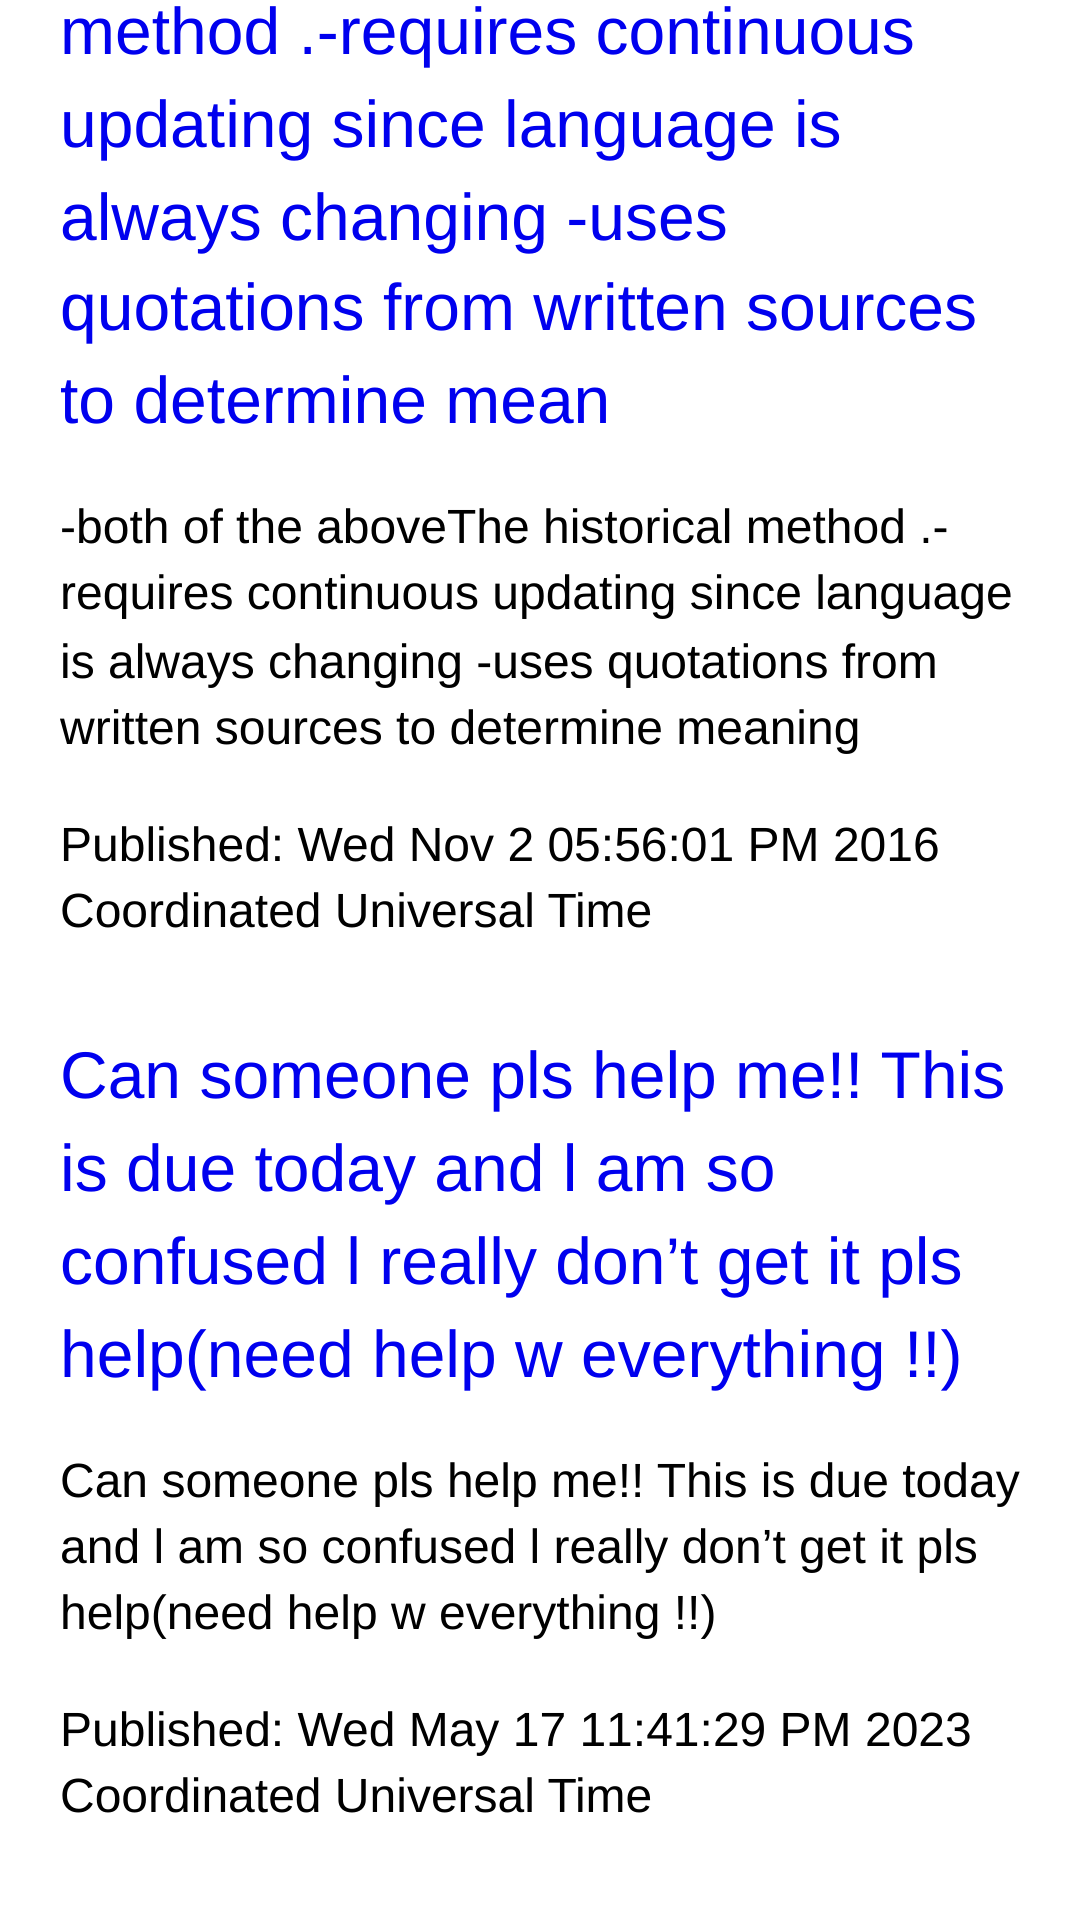 method .-requires continuous
updating since language is
always changing -uses
quotations from written sources
to determine mean
-both of the aboveThe historical method .-
requires continuous updating since language
is always changing -uses quotations from
written sources to determine meaning
Published: Wed Nov 2 05:56:01 PM 2016
Coordinated Universal Time
Can someone pls help me!! This
is due today and l am so
confused l really don’t get it pls
help(need help w everything !!)
Can someone pls help me!! This is due today
and l am so confused l really don’t get it pls
help(need help w everything !!)
Published: Wed May 17 11:41:29 PM 2023
Coordinated Universal Time